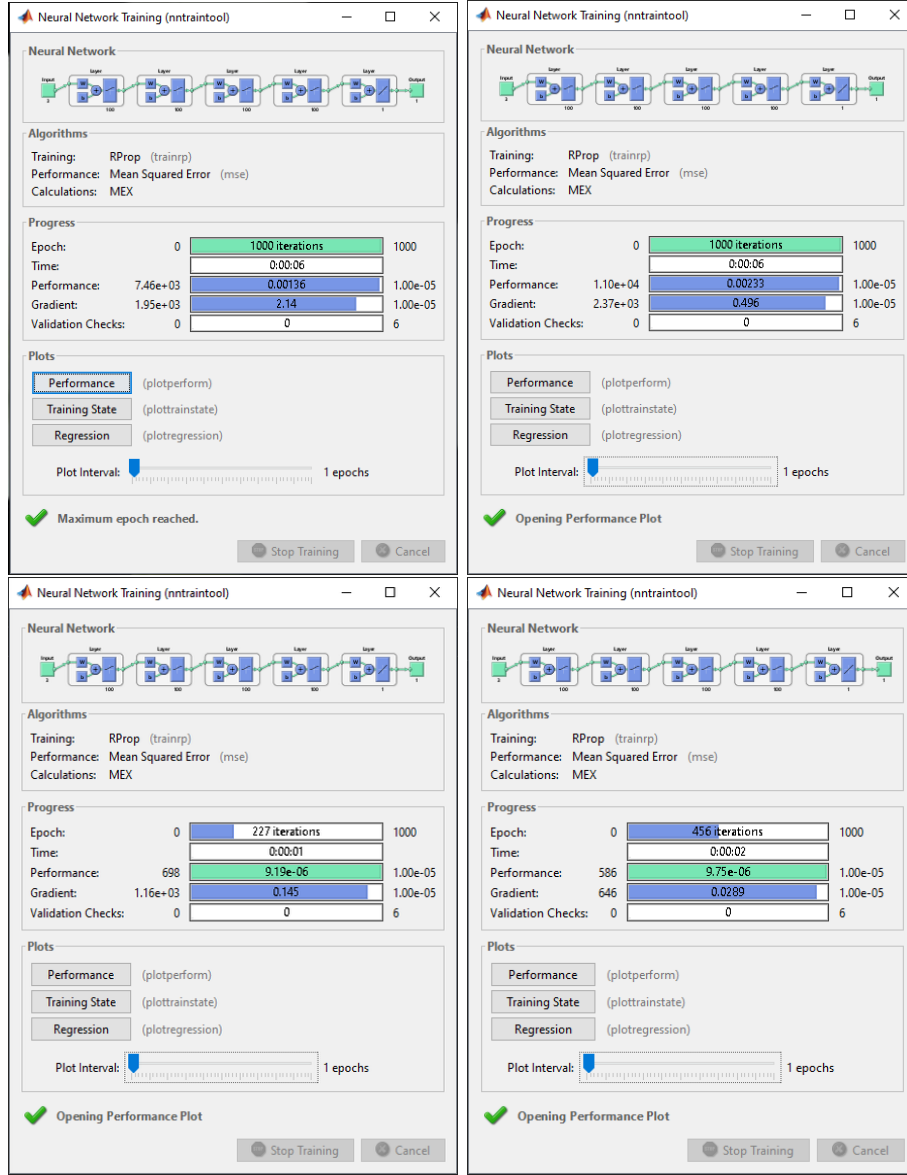 Neural Network Training (nntraintool)
Neural Network
Input Layer Layer Layer Layer Layer Output
W W W W W
b b b b b
3 100 100 100 100 1 1
Algorithms
Training: RProp (trainrp)
Performance: Mean Squared Error (mse)
Calculations: MEX
Progress
Epoch: 0 1000 iterations 1000
Time: 0:00:06
Performance: 7.46e+03 0.00136 1.00e-05
Gradient: 1.95e+03 2.14 1.00e-05
Validation Checks: 0 0 6
Plots
Performance (plotperform)
Training State (plottrainstate)
Regression (plotregression)
Plot Interval: 1 epochs
Maximum epoch reached.
Stop Training Cancel
Neural Network Training (nntraintool)
Neural Network
Input Layer Layer Layer Layer Layer Output
W W W W W
b b b b b
100 100 100 100 1 1
Algorithms
Training: RProp (trainrp)
Performance: Mean Squared Error (mse)
Calculations: MEX
Progress
Epoch: 0 1000 iterations 1000
Time: 0:00:06
Performance: 1.10e+04 0.00233 1.00e-05
Gradient: 2.37e+03 0.496 1.00e-05
Validation Checks: 0 0 6
Plots
Performance (plotperform)
Training State (plottrainstate)
Regression (plotregression)
Plot Interval: 1 epochs
Opening Performance Plot
Stop Training Cancel
Neural Network Training (nntraintool)
Neural Network
Input Layer Layer Layer Layer Layer Output
W W W W W
b b b b b
100 100 100 100 1 1
Algorithms
Training: RProp (trainrp)
Performance: Mean Squared Error (mse)
Calculations: MEX
Progress
Epoch: 0 227 iterations 1000
Time: 0:00:01
Performance: 698 9.19e-06 1.00e-05
Gradient: 1.16e+03 0.145 1.00e-05
Validation Checks: 0 0 6
Plots
Performance (plotperform)
Training State (plottrainstate)
Regression (plotregression)
Plot Interval: 1 epochs
Opening Performance Plot
Stop Training Cancel
Neural Network Training (nntraintool)
Neural Network
Input Layer Layer Layer Layer Layer Output
W W W W W
b b b b b
100 100 100 100 1 1
Algorithms
Training: RProp (trainrp)
Performance: Mean Squared Error (mse)
Calculations: MEX
Progress
Epoch: 0 456 iterations 1000
Time: 0:00:02
Performance: 586 9.75e-06 1.00e-05
Gradient: 646 0.0289 1.00e-05
Validation Checks: 0 0 6
Plots
Performance (plotperform)
Training State (plottrainstate)
Regression (plotregression)
Plot Interval: 1 epochs
Opening Performance Plot
Stop Training Cancel